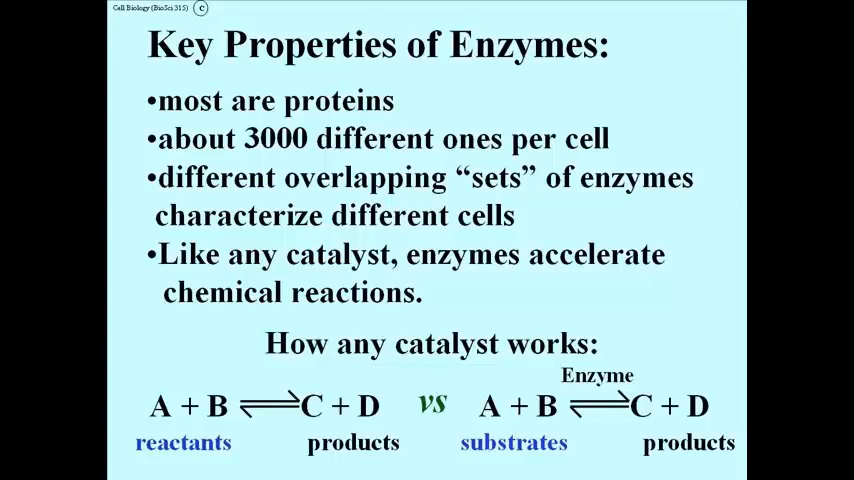 Cell Biology (BioSci 315) C
Key Properties of Enzymes:
•most are proteins
•about 3000 different ones per cell
•different overlapping “sets” of enzymes
characterize different cells
•Like any catalyst, enzymes accelerate
chemical reactions.
How any catalyst works:
Enzyme
A + B ⇌ C + D vs A + B ⇌ C + D
reactants products substrates products